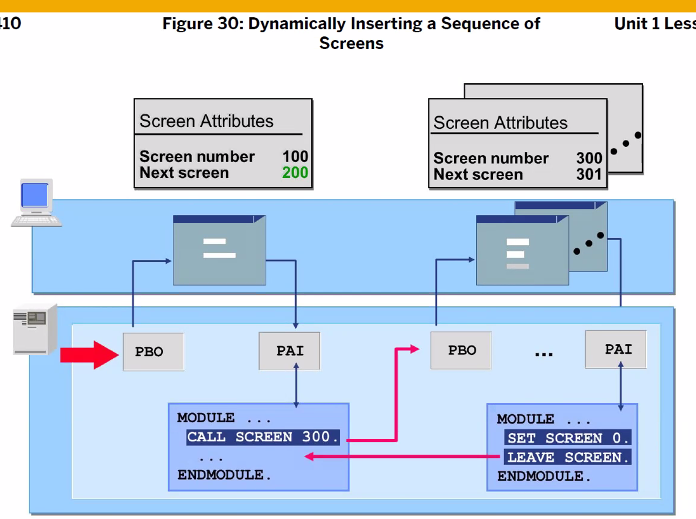 410
Figure 30: Dynamically Inserting a Sequence of
Screens
Unit 1 Less
Screen Attributes
Screen number 100
Next screen 200
Screen Attributes
Screen number 300
Next screen 301
PBO
PAI
PBO
...
PAI
MODULE ...
CALL SCREEN 300.
...
ENDMODULE.
MODULE ...
SET SCREEN 0.
LEAVE SCREEN.
ENDMODULE.